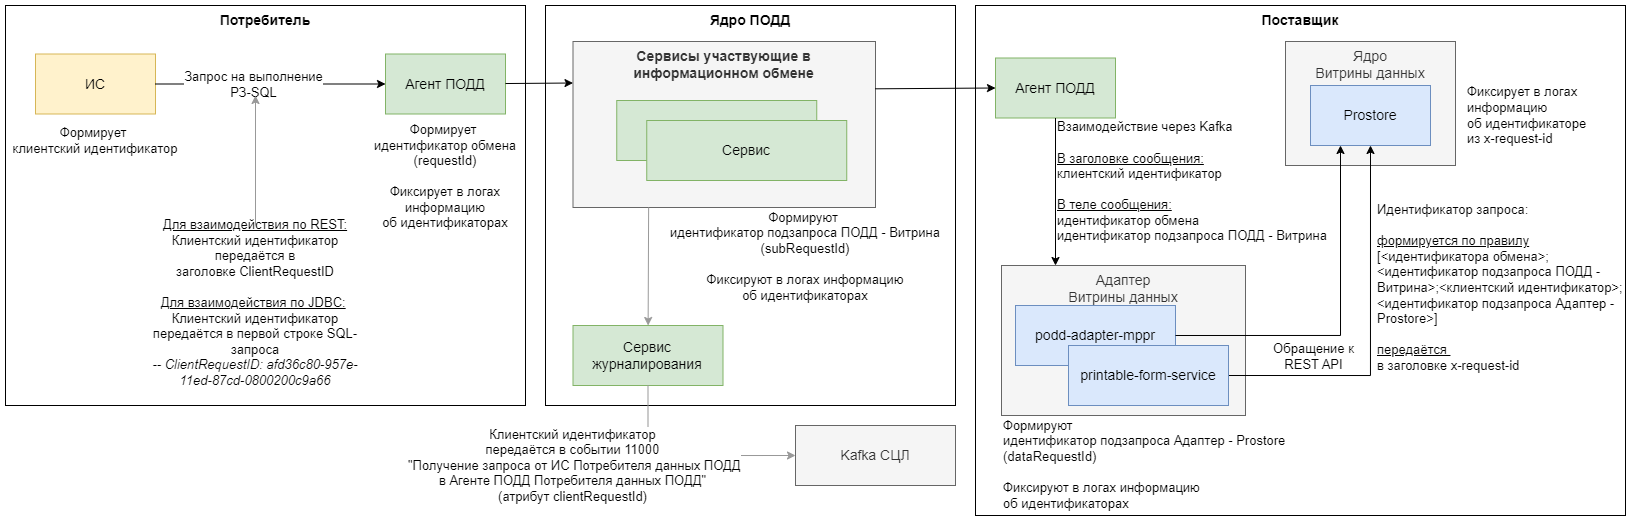 Потребитель
ИС
Формирует
клиентский идентификатор
Запрос на выполнение
РЗ-SQL
Агент ПОДД
Формирует
идентификатор обмена
(requestId)
Фиксирует в логах
информацию
об идентификаторах
Для взаимодействия по REST:
Клиентский идентификатор
передаётся в
заголовке ClientRequestID
Для взаимодействия по JDBC:
Клиентский идентификатор
передаётся в первой строке SQL-
запроса
-- ClientRequestID: afd36c80-957e-
11ed-87cd-0800200c9a66
Ядро ПОДД
Сервисы участвующие в
информационном обмене
Сервис
Формируют
идентификатор подзапроса ПОДД - Витрина
(subRequestId)
Фиксируют в логах информацию
об идентификаторах
Сервис
журналирования
Клиентский идентификатор
передаётся в событии 11000
"Получение запроса от ИС Потребителя данных ПОДД
в Агенте ПОДД Потребителя данных ПОДД"
(атрибут clientRequestId)
Kafka СЦЛ
Поставщик
Агент ПОДД
Взаимодействие через Kafka
В заголовке сообщения:
клиентский идентификатор
В теле сообщения:
идентификатор обмена
идентификатор подзапроса ПОДД - Витрина
Адаптер
Витрины данных
podd-adapter-mppr
printable-form-service
Формируют
идентификатор подзапроса Адаптер - Prostore
(dataRequestId)
Фиксируют в логах информацию
об идентификаторах
Обращение к
REST API
Ядро
Витрины данных
Prostore
Фиксирует в логах
информацию
об идентификаторе
из x-request-id
Идентификатор запроса:
формируется по правилу
[<идентификатора обмена>;
<идентификатор подзапроса ПОДД -
Витрина>;<клиентский идентификатор>;
<идентификатор подзапроса Адаптер -
Prostore>]
передаётся
в заголовке x-request-id